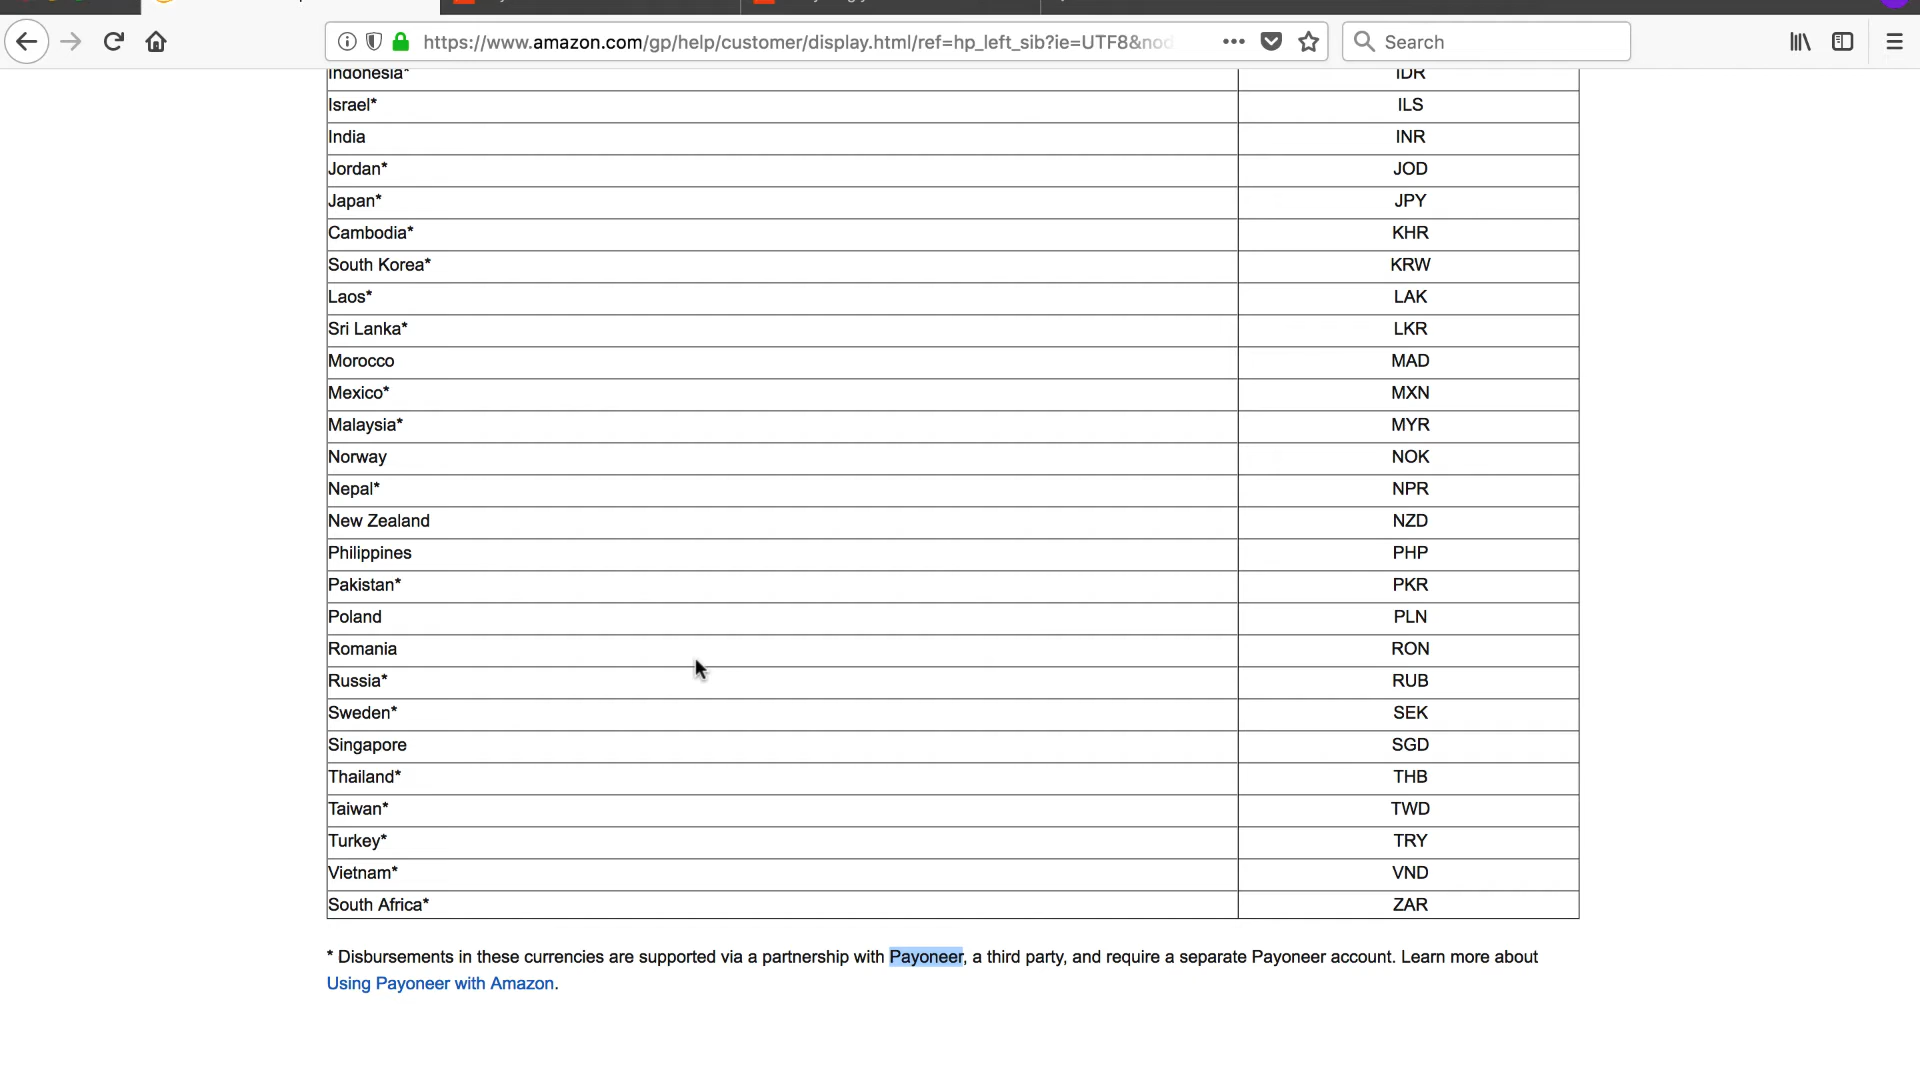 https://www.amazon.com/gp/help/customer/display.html/ref=hp_left_sib?ie=UTF8&nod
Search
Indonesia* IDR
Israel* ILS
India INR
Jordan* JOD
Japan* JPY
Cambodia* KHR
South Korea* KRW
Laos* LAK
Sri Lanka* LKR
Morocco MAD
Mexico* MXN
Malaysia* MYR
Norway NOK
Nepal* NPR
New Zealand NZD
Philippines PHP
Pakistan* PKR
Poland PLN
Romania RON
Russia* RUB
Sweden* SEK
Singapore SGD
Thailand* THB
Taiwan* TWD
Turkey* TRY
Vietnam* VND
South Africa* ZAR
* Disbursements in these currencies are supported via a partnership with Payoneer, a third party, and require a separate Payoneer account. Learn more about
Using Payoneer with Amazon.